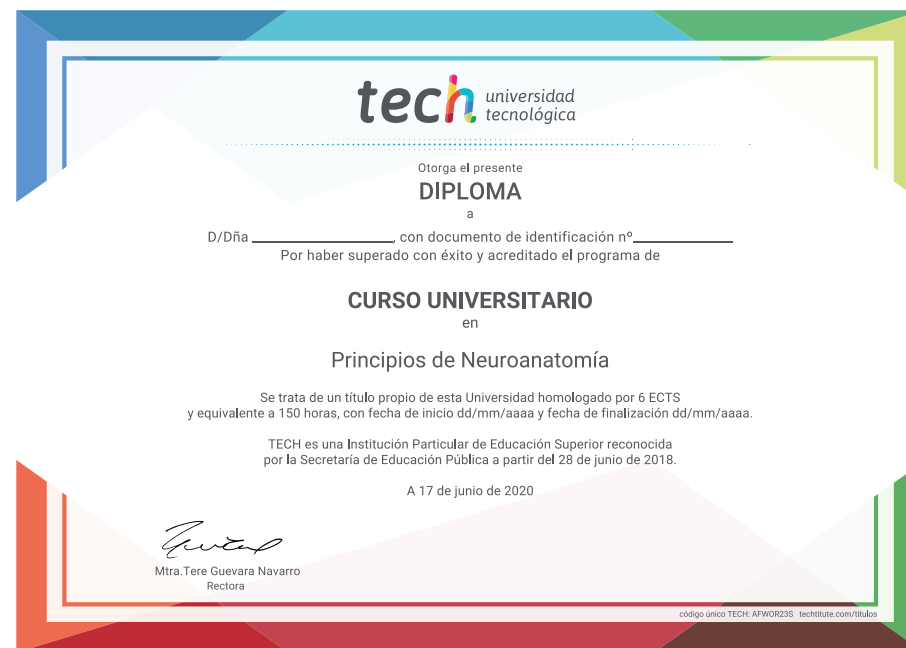 tech universidad
tecnológica
Otorga el presente
DIPLOMA
a
D/Dña ____________________, con documento de identificación nº______________
Por haber superado con éxito y acreditado el programa de
CURSO UNIVERSITARIO
en
Principios de Neuroanatomía
Se trata de un título propio de esta Universidad homologado por 6 ECTS
y equivalente a 150 horas, con fecha de inicio dd/mm/aaaa y fecha de finalización dd/mm/aaaa.
TECH es una Institución Particular de Educación Superior reconocida
por la Secretaría de Educación Pública a partir del 28 de junio de 2018.
A 17 de junio de 2020
Mtra.Tere Guevara Navarro
Rectora
código único TECH: AFWOR23S techtitute.com/titulos